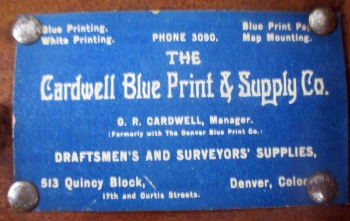 Blue Printing. Blue Print Pa
White Printing. PHONE 3090. Map Mounting.
THE
Cardwell Blue Print & Supply Co.
G. R. CARDWELL, Manager.
(Formerly with The Denver Blue Print Co.)
DRAFTSMEN'S AND SURVEYORS' SUPPLIES,
513 Quincy Block, Denver, Color
17th and Curtis Streets.